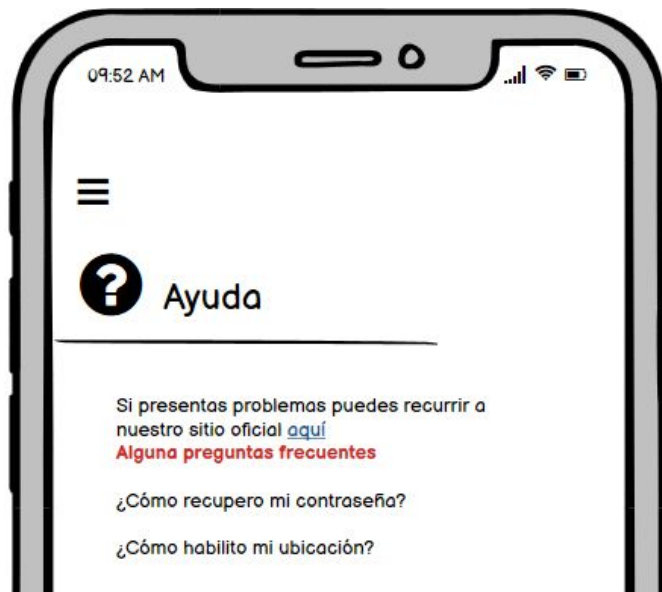 09:52 AM
Ayuda
Si presentas problemas puedes recurrir a
nuestro sitio oficial aquí
Alguna preguntas frecuentes
¿Cómo recupero mi contraseña?
¿Cómo habilito mi ubicación?